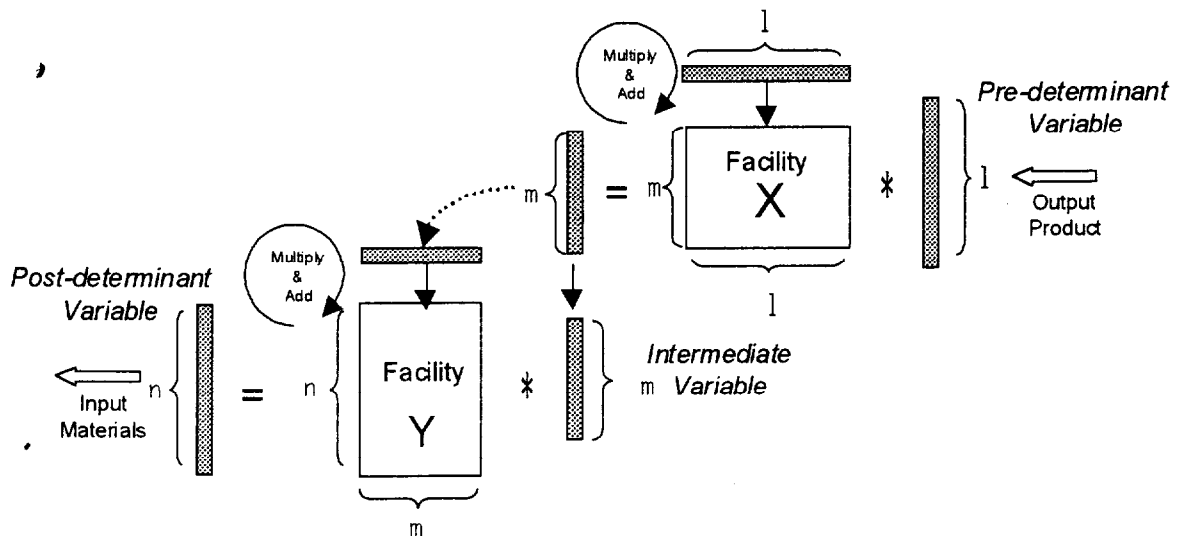 l
Multiply
&
Add
Pre-determinant
Variable
m
=
m
Facility
X
*
l
Output
Product
l
Multiply
&
Add
Post-determinant
Variable
Input
Materials
n
=
n
Facility
Y
*
Intermediate
m Variable
m